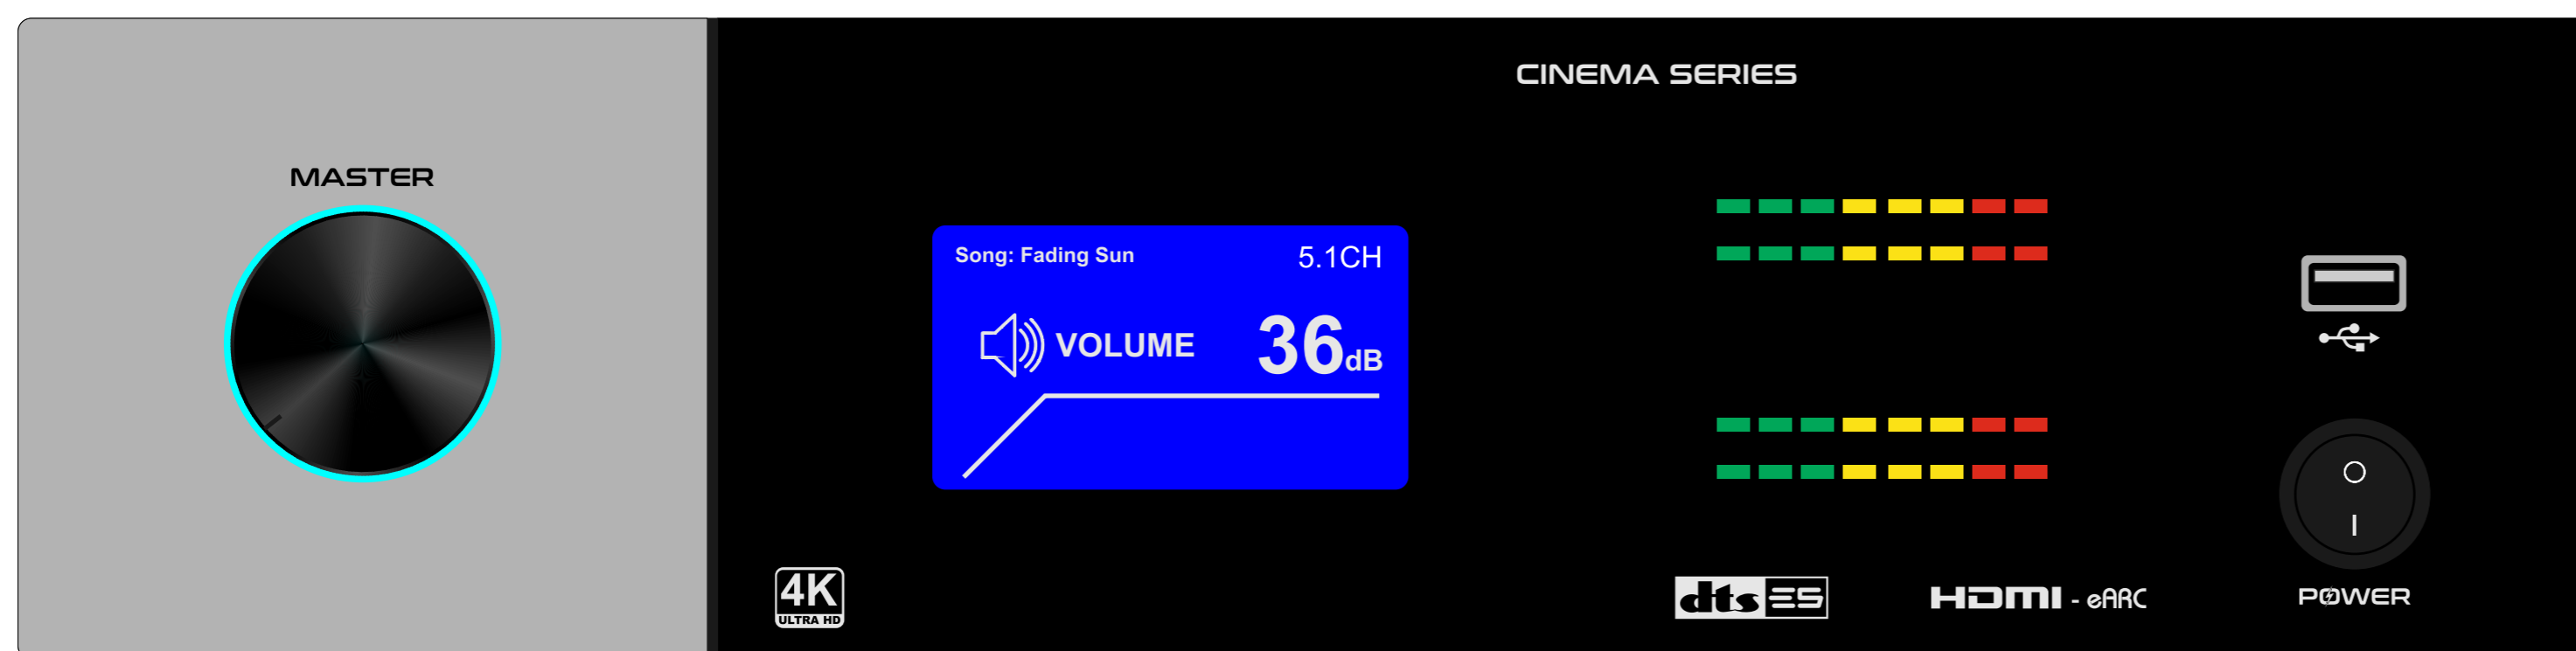 CINEMA SERIES
MASTER
Song: Fading Sun 5.1CH
VOLUME 36dB
4K
ULTRA HD
dts ES
HDMI - eARC
POWER